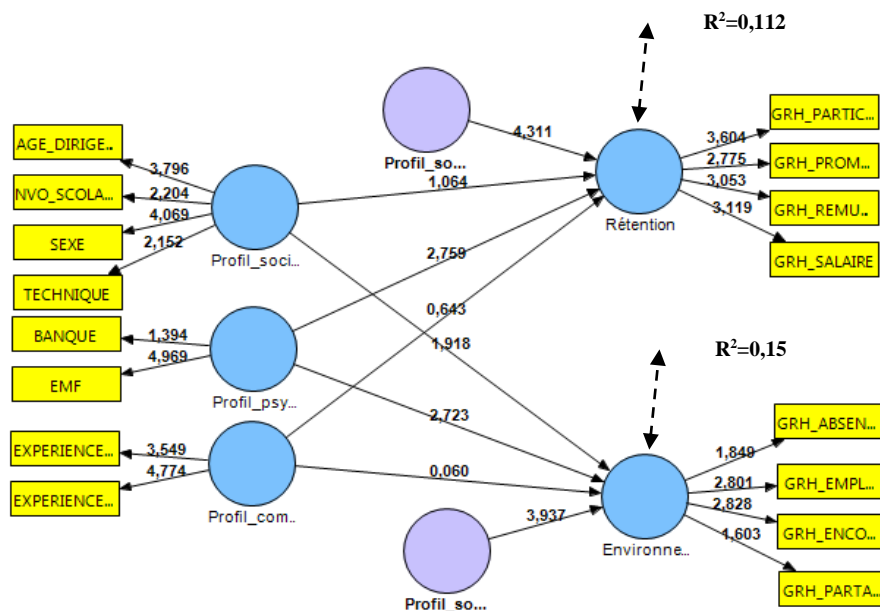 R²=0,112
4,311
Profil_so...
AGE_DIRIGE..
NVO_SCOLA...
SEXE
TECHNIQUE
3,796
2,204
4,069
2,152
Profil_soci...
1,064
Rétention
3,604
2,775
3,053
3,119
GRH_PARTIC...
GRH_PROM...
GRH_REMU..
GRH_SALAIRE
2,759
0,643
1,918
BANQUE
EMF
1,394
4,969
Profil_psy...
2,723
R²=0,15
EXPERIENCE...
EXPERIENCE...
3,549
4,774
Profil_com..
0,060
3,937
Profil_so...
Environne...
1,849
2,801
2,828
1,603
GRH_ABSEN...
GRH_EMPL...
GRH_ENCO...
GRH_PARTA...